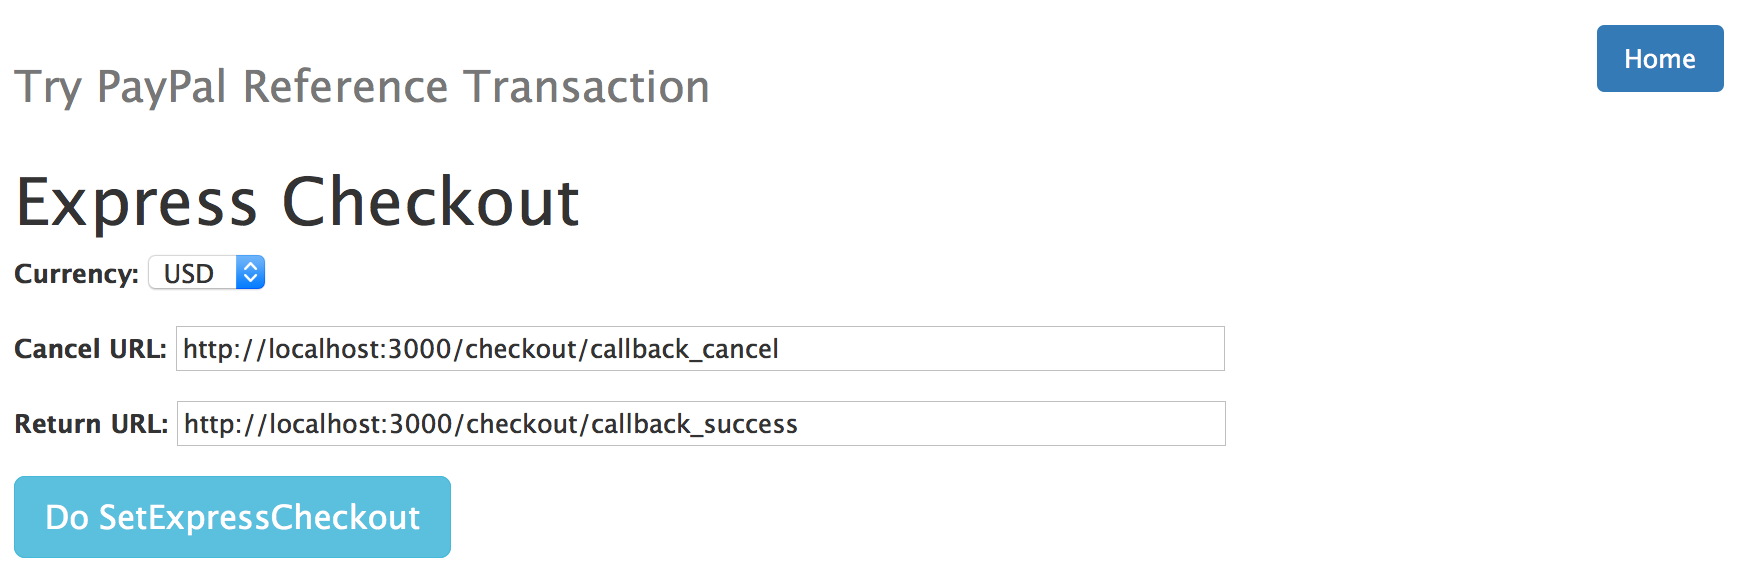 Home
Try PayPal Reference Transaction
Express Checkout
Currency: USD
Cancel URL: http://localhost:3000/checkout/callback_cancel
Return URL: http://localhost:3000/checkout/callback_success
Do SetExpressCheckout